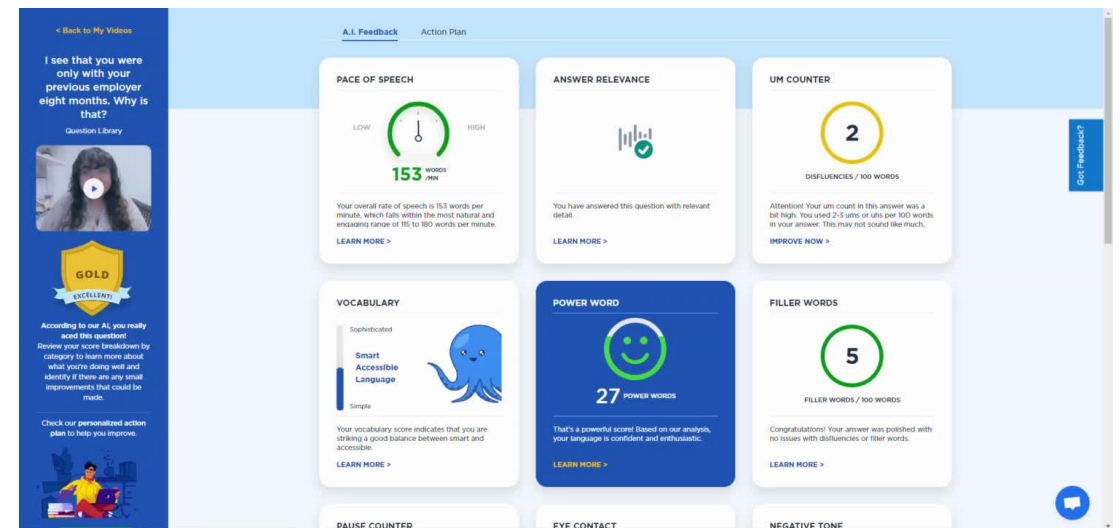 < Back to My Videos
I see that you were
only with your
previous employer
eight months. Why is
that?
Question Library
GOLD
EXCELLENT!
According to our AI, you really
aced this question!
Review your score breakdown by
category to learn more about
what you're doing well and
identify if there are any small
improvements that could be
made.
Check our personalized action
plan to help you improve.
A.I. Feedback
Action Plan
PACE OF SPEECH
LOW
HIGH
153 WORDS
/MIN
Your overall rate of speech is 153 words per
minute, which falls within the most natural and
engaging range of 115 to 180 words per minute.
LEARN MORE >
ANSWER RELEVANCE
You have answered this question with relevant
detail.
LEARN MORE >
UM COUNTER
2
DISFLUENCIES / 100 WORDS
Attention! Your um count in this answer was a
bit high. You used 2-3 ums or uhs per 100 words
in your answer. This may not sound like much,
IMPROVE NOW >
VOCABULARY
Sophisticated
Smart
Accessible
Language
Simple
Your vocabulary score indicates that you are
striking a good balance between smart and
accessible.
LEARN MORE >
POWER WORD
27 POWER WORDS
That's a powerful score! Based on our analysis,
your language is confident and enthusiastic.
LEARN MORE >
FILLER WORDS
5
FILLER WORDS / 100 WORDS
Congratulations! Your answer was polished with
no issues with disfluencies or filler words.
LEARN MORE >
PAUSE COUNTER
EYE CONTACT
NEGATIVE TONE
Got Feedback?